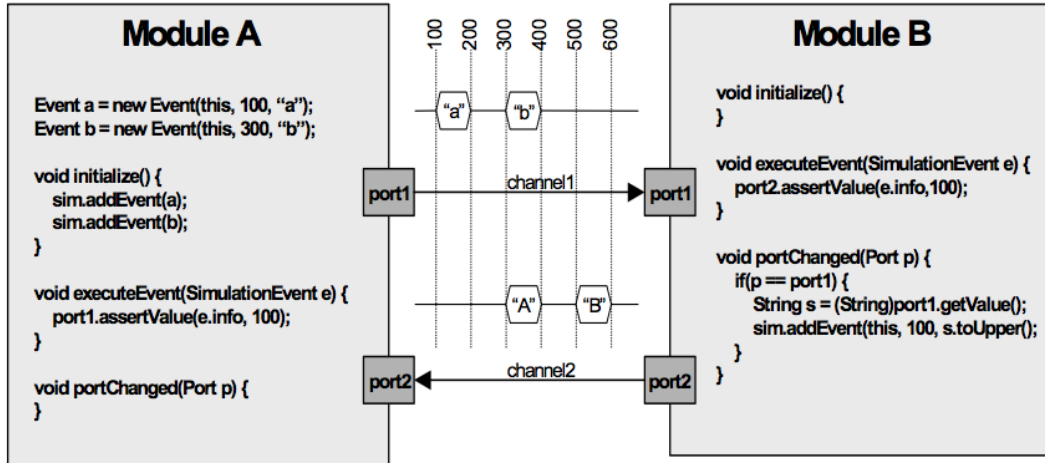 Module A
Event a = new Event(this, 100, “a”);
Event b = new Event(this, 300, “b”);
void initialize() {
sim.addEvent(a);
sim.addEvent(b);
}
void executeEvent(SimulationEvent e) {
port1.assertValue(e.info, 100);
}
void portChanged(Port p) {
}
port1
port2
100
200
300
400
500
600
“a”
“b”
channel1
“A”
“B”
channel2
Module B
port1
port2
void initialize() {
}
void executeEvent(SimulationEvent e) {
port2.assertValue(e.info,100);
}
void portChanged(Port p) {
if(p == port1) {
String s = (String)port1.getValue();
sim.addEvent(this, 100, s.toUpper();
}
}